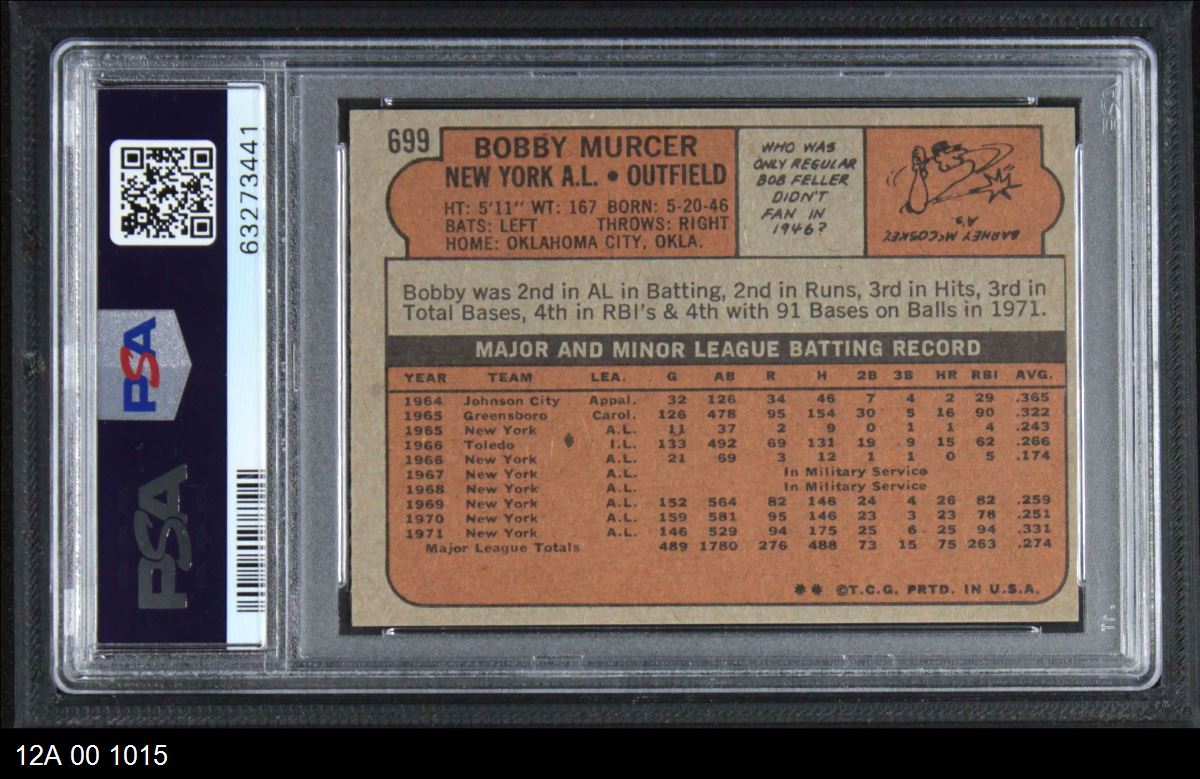 63273441
PSA
PSA
699
BOBBY MURCER
NEW YORK A.L. • OUTFIELD
HT: 5'11" WT: 167 BORN: 5-20-46
BATS: LEFT THROWS: RIGHT
HOME: OKLAHOMA CITY, OKLA.
WHO WAS
ONLY REGULAR
BOB FELLER
DIDN'T
FAN IN
1946?
BARNEY McCOSKEY
A's.
Bobby was 2nd in AL in Batting, 2nd in Runs, 3rd in Hits, 3rd in
Total Bases, 4th in RBI's & 4th with 91 Bases on Balls in 1971.
MAJOR AND MINOR LEAGUE BATTING RECORD
YEAR TEAM LEA. G AB R H 2B 3B HR RBI AVG.
1964 Johnson City Appal. 32 126 34 46 7 4 2 29 .365
1965 Greensboro Carol. 126 478 95 154 30 5 16 90 .322
1965 New York A.L. 11 37 2 9 0 1 1 4 .243
1966 Toledo I.L. 133 492 69 131 19 9 15 62 .266
1966 New York A.L. 21 69 3 12 1 1 0 5 .174
1967 New York A.L. In Military Service
1968 New York A.L. In Military Service
1969 New York A.L. 152 564 82 146 24 4 26 82 .259
1970 New York A.L. 159 581 95 146 23 3 23 78 .251
1971 New York A.L. 146 529 94 175 25 6 25 94 .331
Major League Totals 489 1780 276 488 73 15 75 263 .274
** ©T.C.G. PRTD. IN U.S.A.
PSA
12A 00 1015